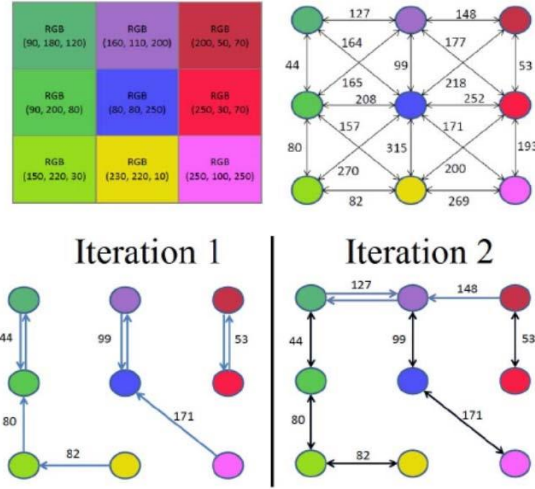 RGB
(90, 180, 120)
RGB
(160, 110, 200)
RGB
(200, 50, 70)
RGB
(90, 200, 80)
RGB
(80, 80, 250)
RGB
(250, 30, 70)
RGB
(150, 220, 30)
RGB
(230, 220, 10)
RGB
(250, 100, 250)
127
148
164
177
44
99
53
165
218
208
252
157
171
80
315
193
270
200
82
269
Iteration 1
44
99
53
80
171
82
Iteration 2
127
148
44
99
53
80
171
82